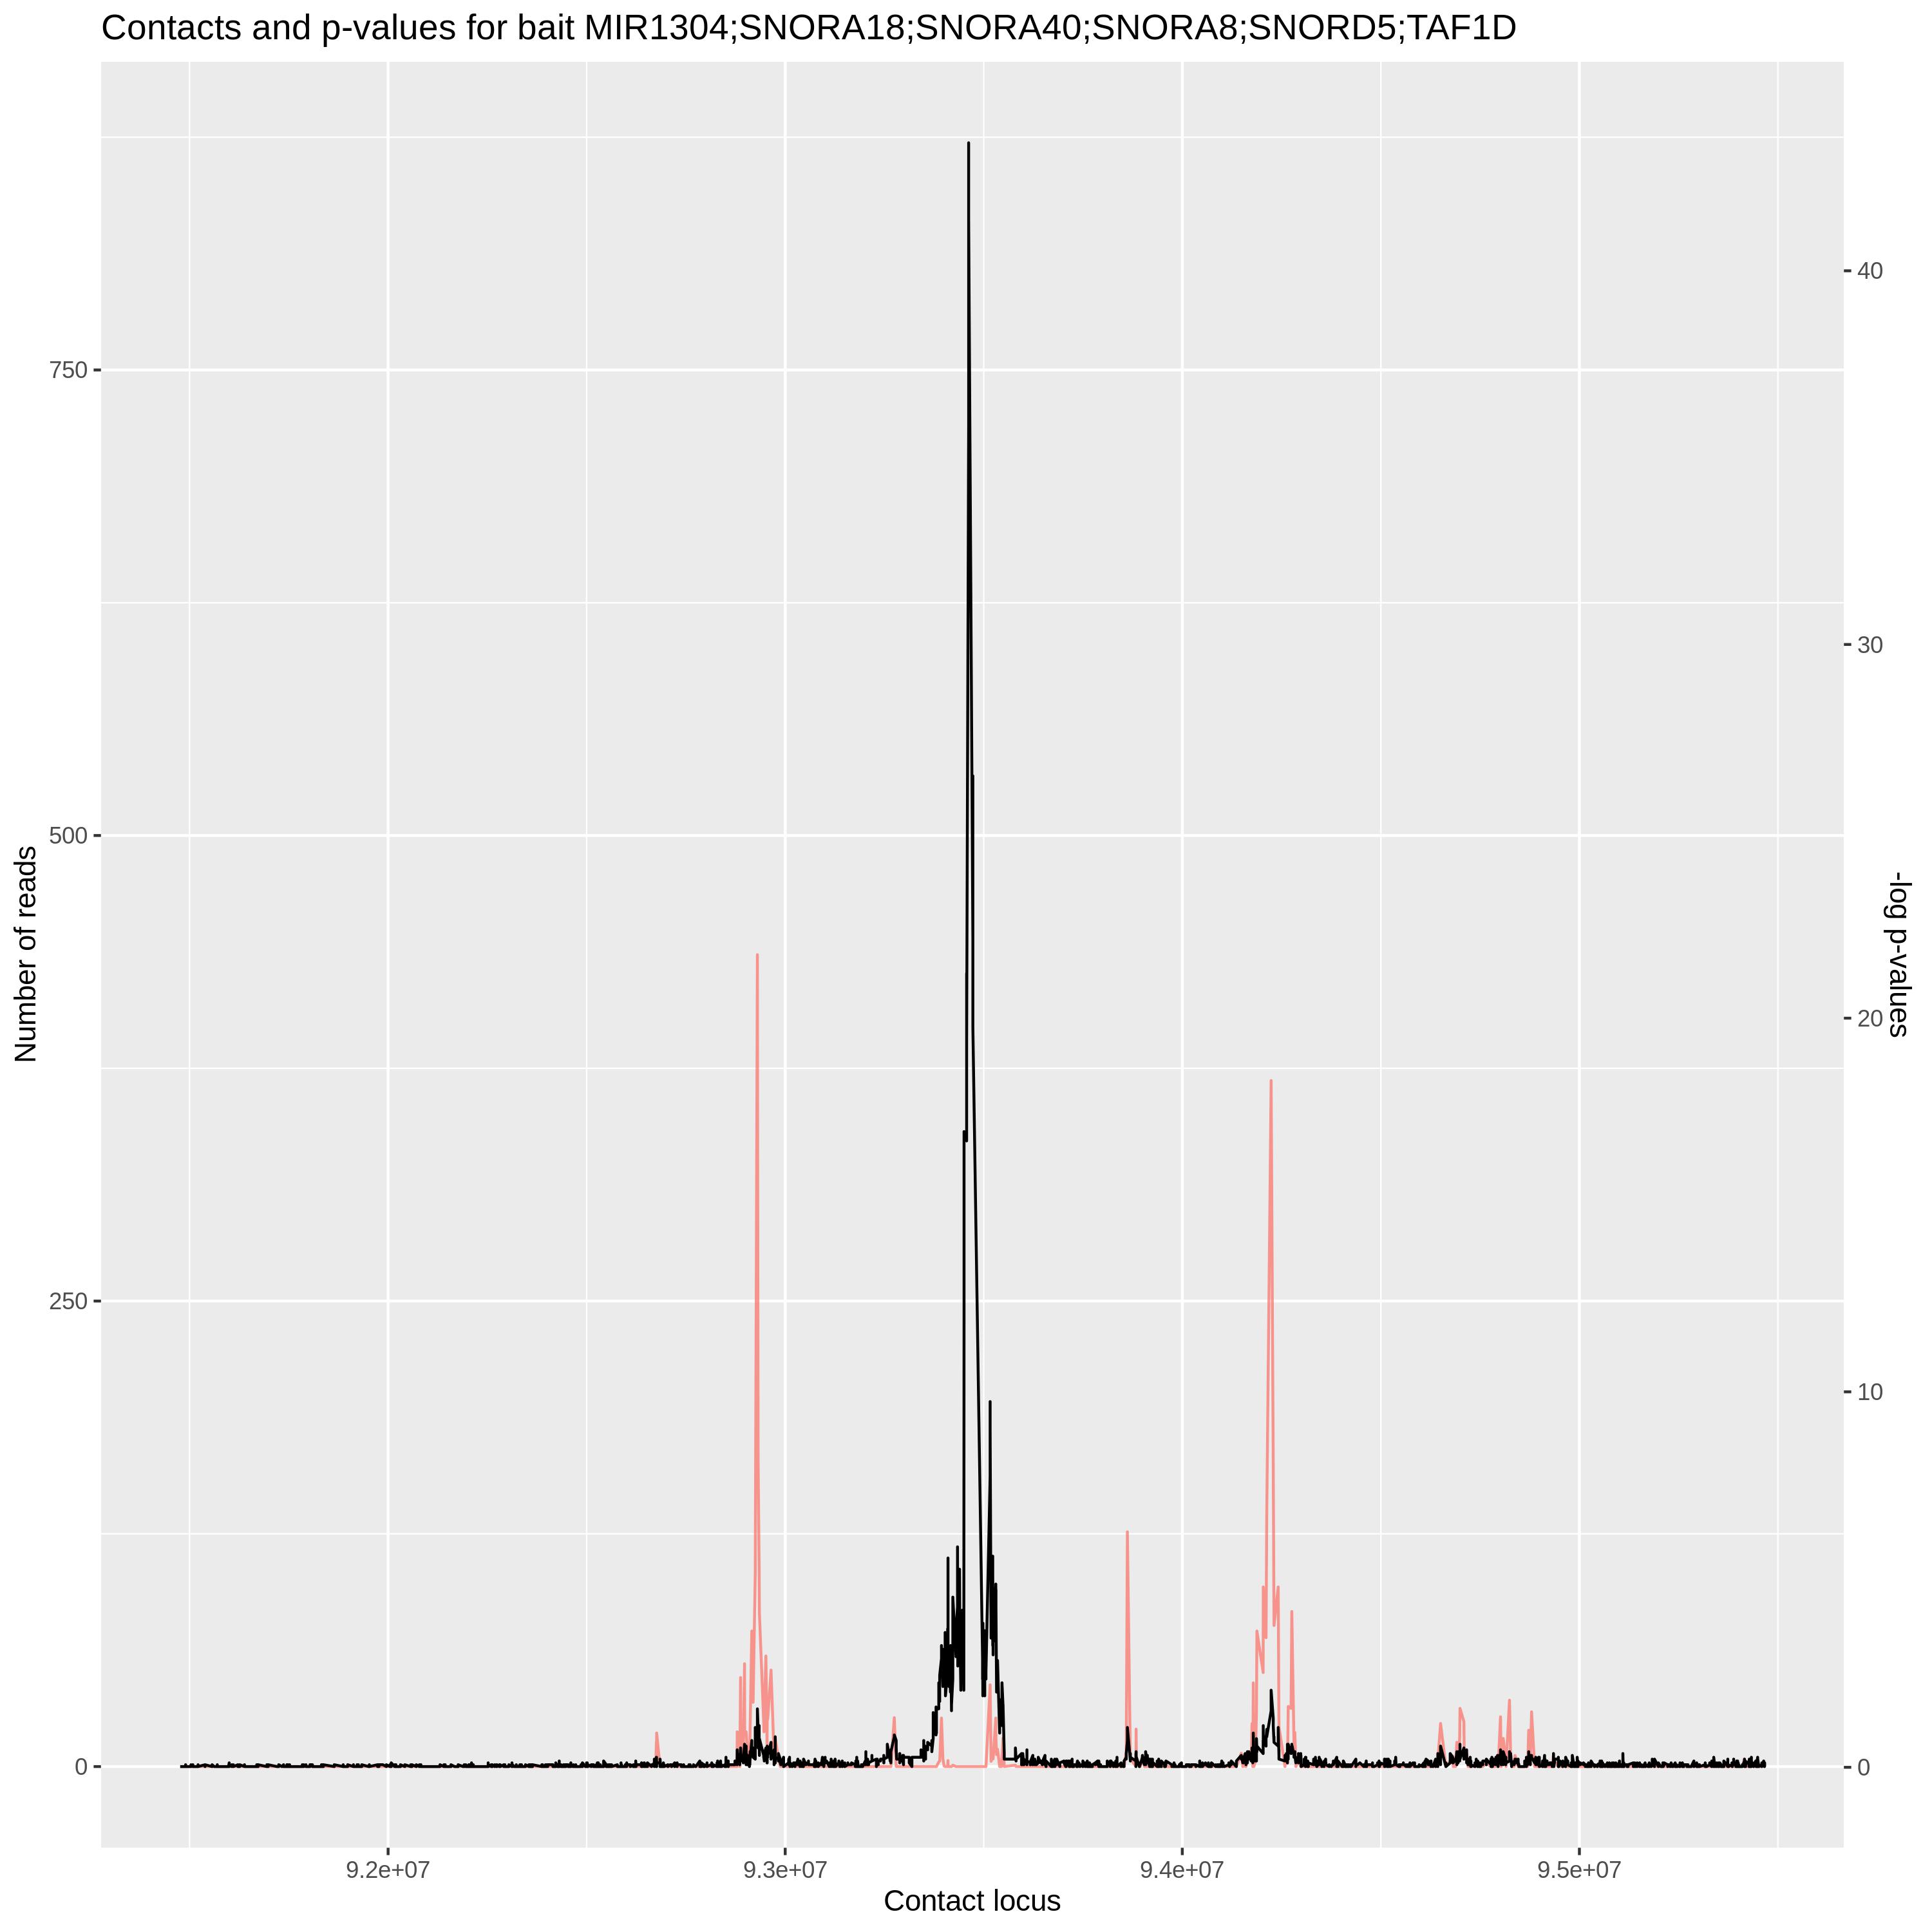 Contacts and p-values for bait MIR1304;SNORA18;SNORA40;SNORA8;SNORD5;TAF1D
40
750
30
500
Number of reads
-log p-values
20
250
10
0
0
9.2e+07
9.3e+07
9.4e+07
9.5e+07
Contact locus